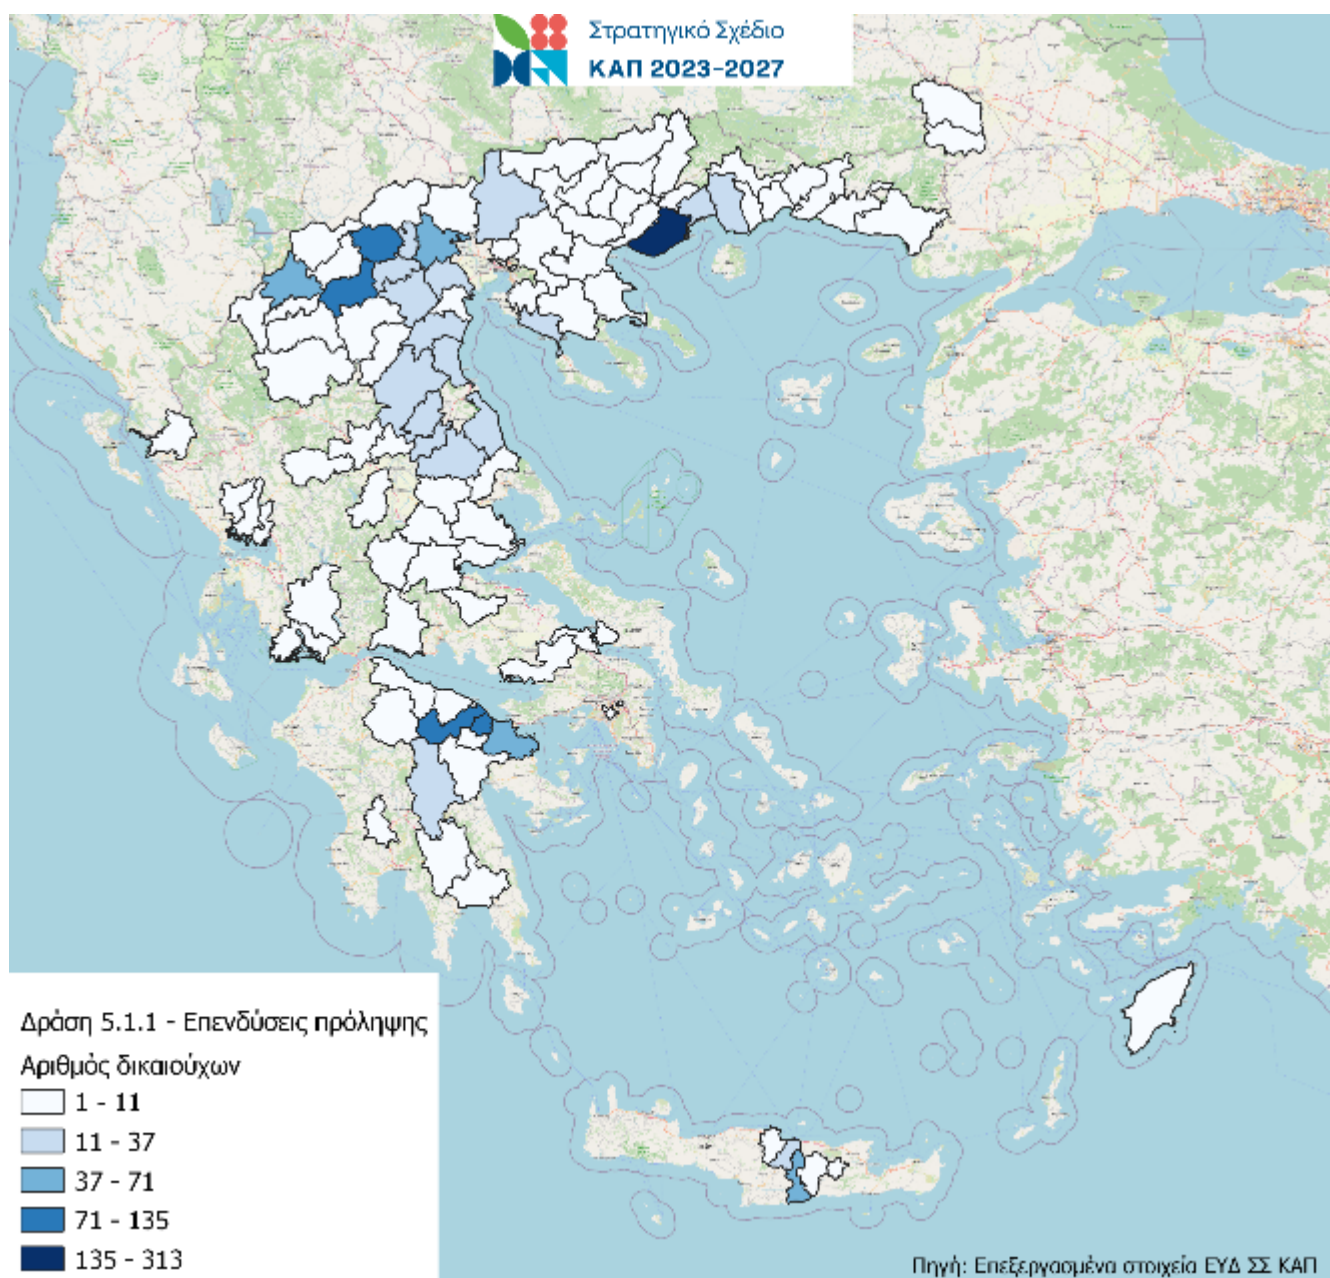 Στρατηγικό Σχέδιο
ΚΑΠ 2023-2027
Δράση 5.1.1 - Επενδύσεις πρόληψης
Αριθμός δικαιούχων
1 - 11
11 - 37
37 - 71
71 - 135
135 - 313
Πηγή: Επεξεργασμένα στοιχεία ΕΥΔ ΣΣ ΚΑΠ